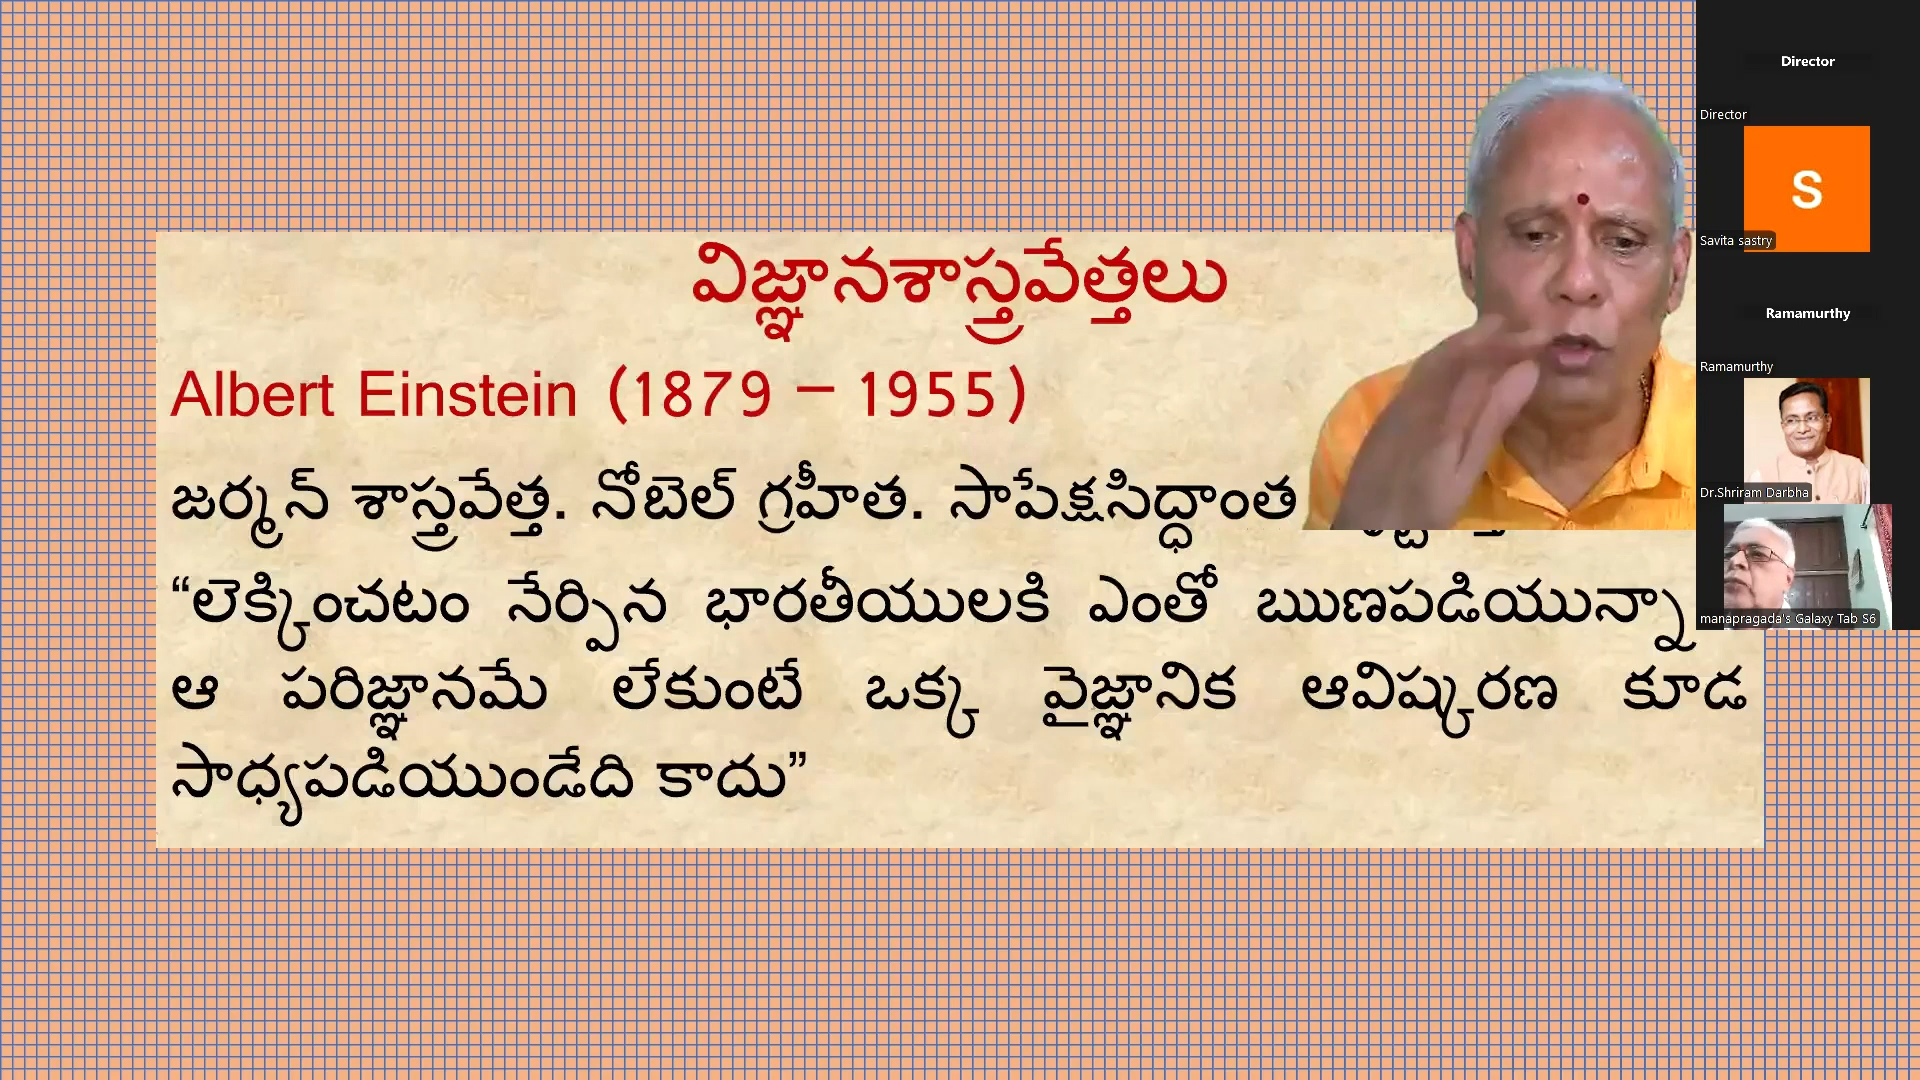 విజ్ఞానశాస్త్రవేత్తలు
Albert Einstein (1879 – 1955)
జర్మన్ శాస్త్రవేత్త. నోబెల్ గ్రహీత. సాపేక్షసిద్ధాంత
“లెక్కించటం నేర్పిన భారతీయులకి ఎంతో ఋణపడియున్నా
ఆ పరిజ్ఞానమే లేకుంటే ఒక్క వైజ్ఞానిక ఆవిష్కరణ కూడ
సాధ్యపడియుండేది కాదు”
Director
Director
S
Savita sastry
Ramamurthy
Ramamurthy
Dr.Shriram Darbha
manapragada's Galaxy Tab S6